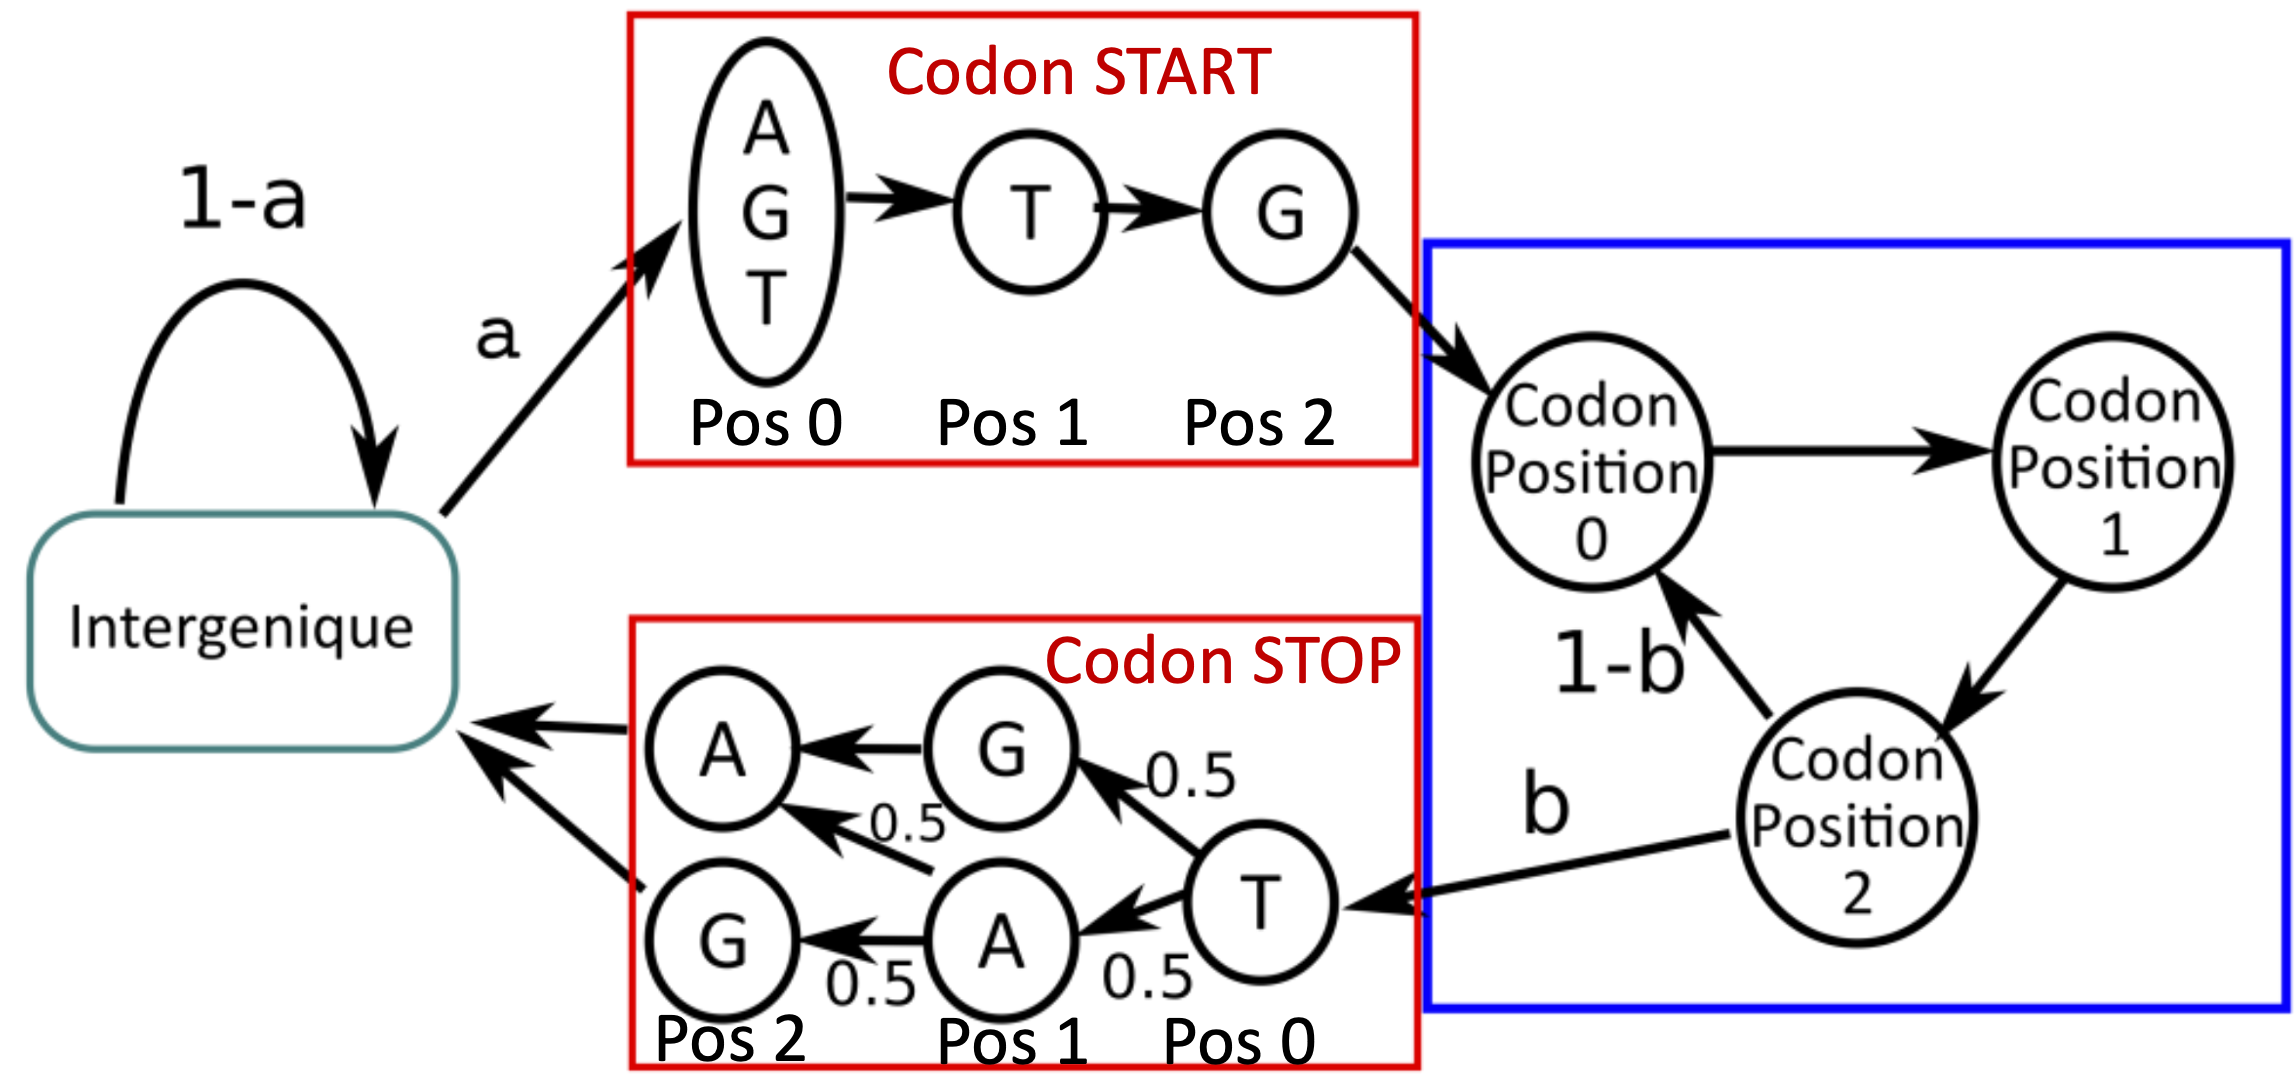 Codon START
1-a
a
A
G
T
T
G
Pos 0
Pos 1
Pos 2
Codon
Position
0
Codon
Position
1
Intergenique
1-b
b
Codon
Position
2
Codon STOP
A
G
0.5
0.5
G
A
T
0.5
0.5
Pos 2
Pos 1
Pos 0